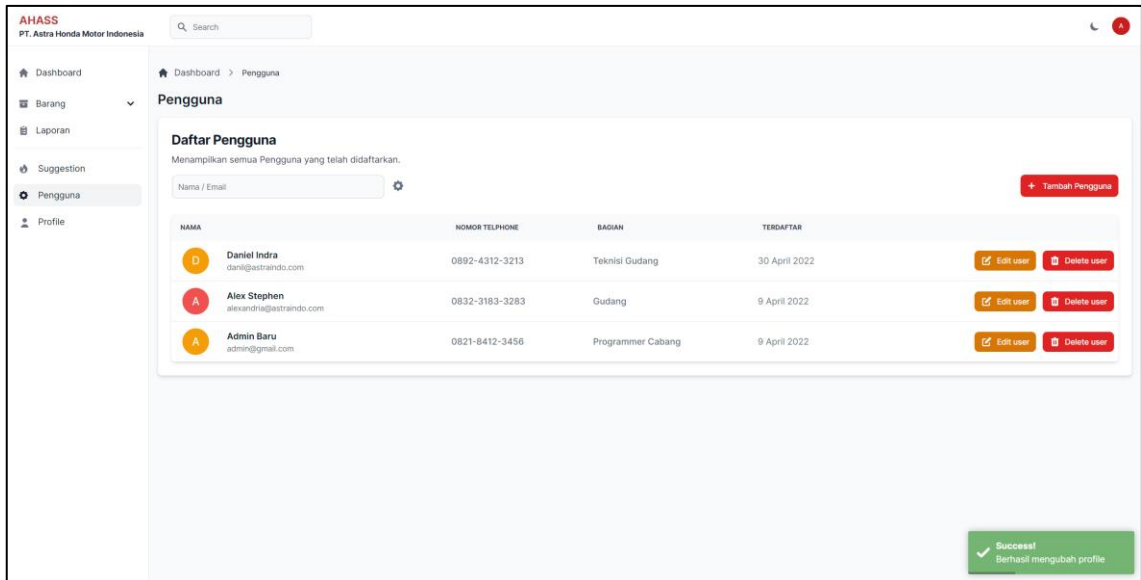 AHASS
PT. Astra Honda Motor Indonesia
Search
A
Dashboard
Barang
Laporan
Suggestion
Pengguna
Profile
Dashboard > Pengguna
Pengguna
Daftar Pengguna
Menampilkan semua Pengguna yang telah didaftarkan.
Nama / Email
+ Tambah Pengguna
NAMA NOMOR TELPHONE BAGIAN TERDAFTAR
D Daniel Indra 0892-4312-3213 Teknisi Gudang 30 April 2022 Edit user Delete user
danil@astraindo.com
A Alex Stephen 0832-3183-3283 Gudang 9 April 2022 Edit user Delete user
alexandria@astraindo.com
A Admin Baru 0821-8412-3456 Programmer Cabang 9 April 2022 Edit user Delete user
admin@gmail.com
Success!
Berhasil mengubah profile